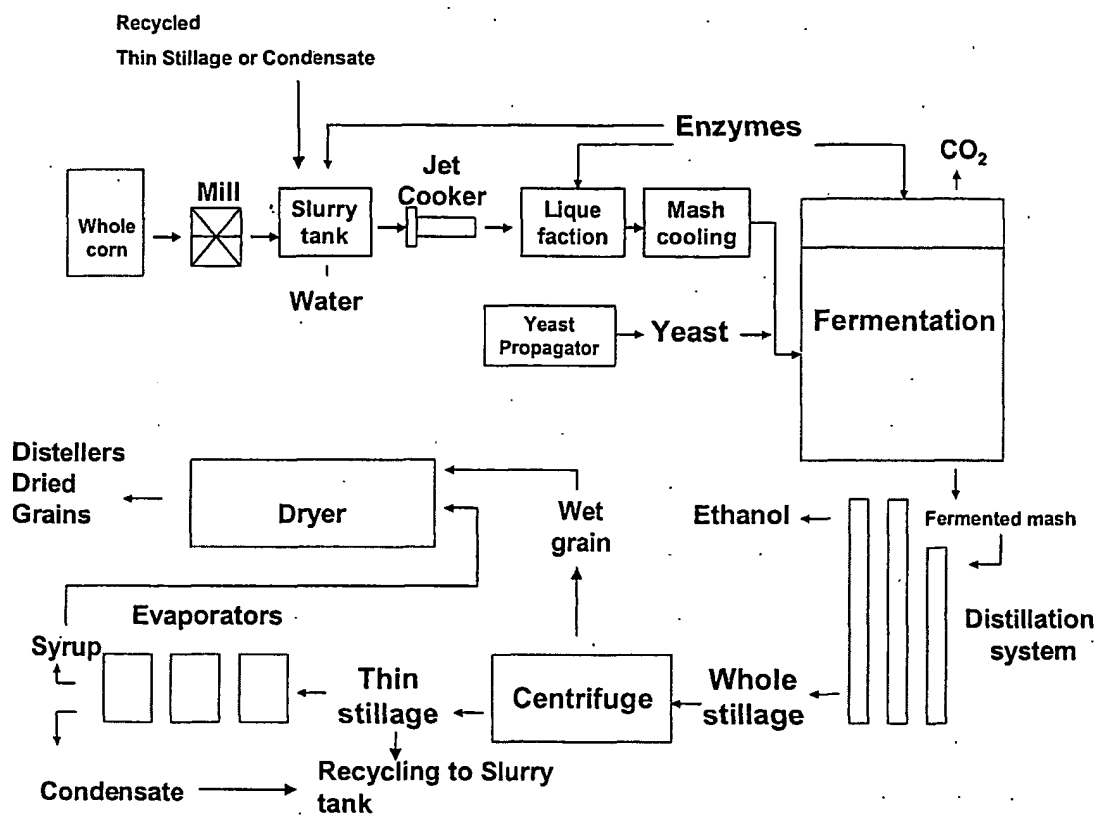 Recycled
Thin Stillage or Condensate
Enzymes
CO2
Jet
Cooker
Mill
Whole
corn
Slurry
tank
Lique
faction
Mash
cooling
Water
Fermentation
Yeast
Propagator
Yeast
Distellers
Dried
Grains
Dryer
Wet
grain
Ethanol
Fermented mash
Evaporators
Distillation
system
Syrup
Thin
stillage
Centrifuge
Whole
stillage
Condensate
Recycling to Slurry
tank